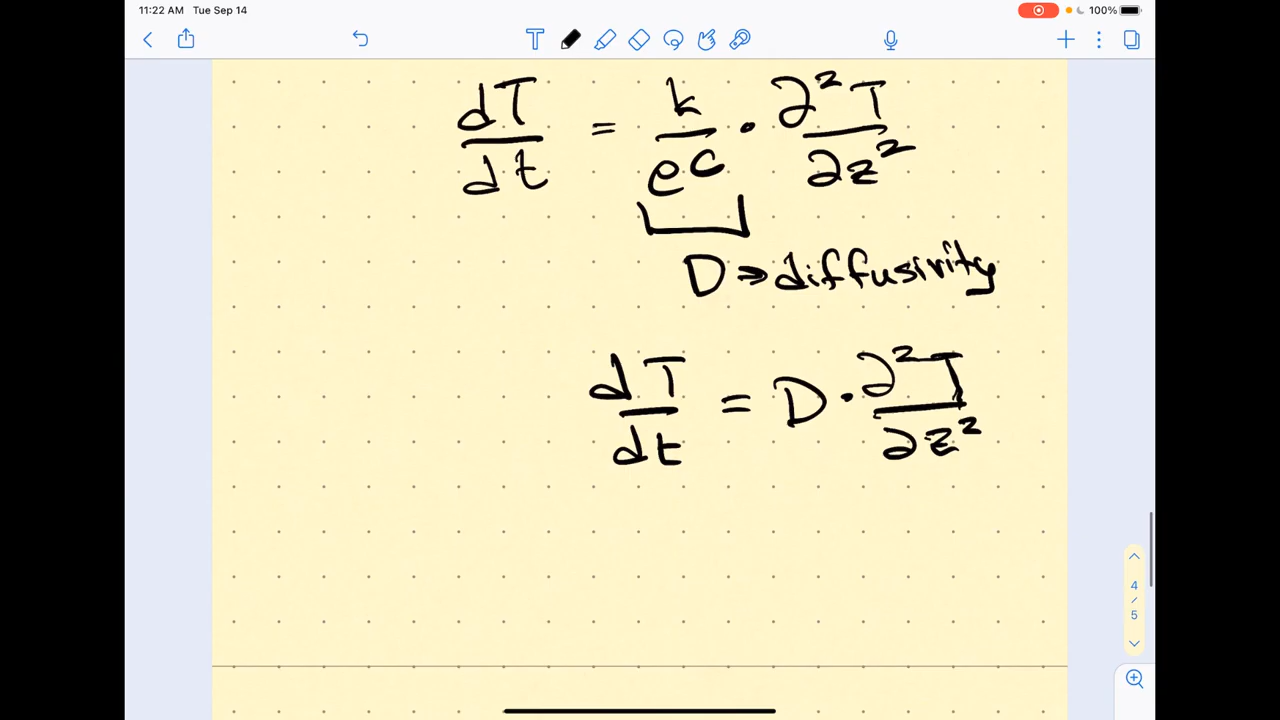 11:22 AM Tue Sep 14
100%
dT/dt = k/ρc · ∂²T/∂z²
D ⇒ diffusivity
dT/dt = D · ∂²T/∂z²
4
/
5